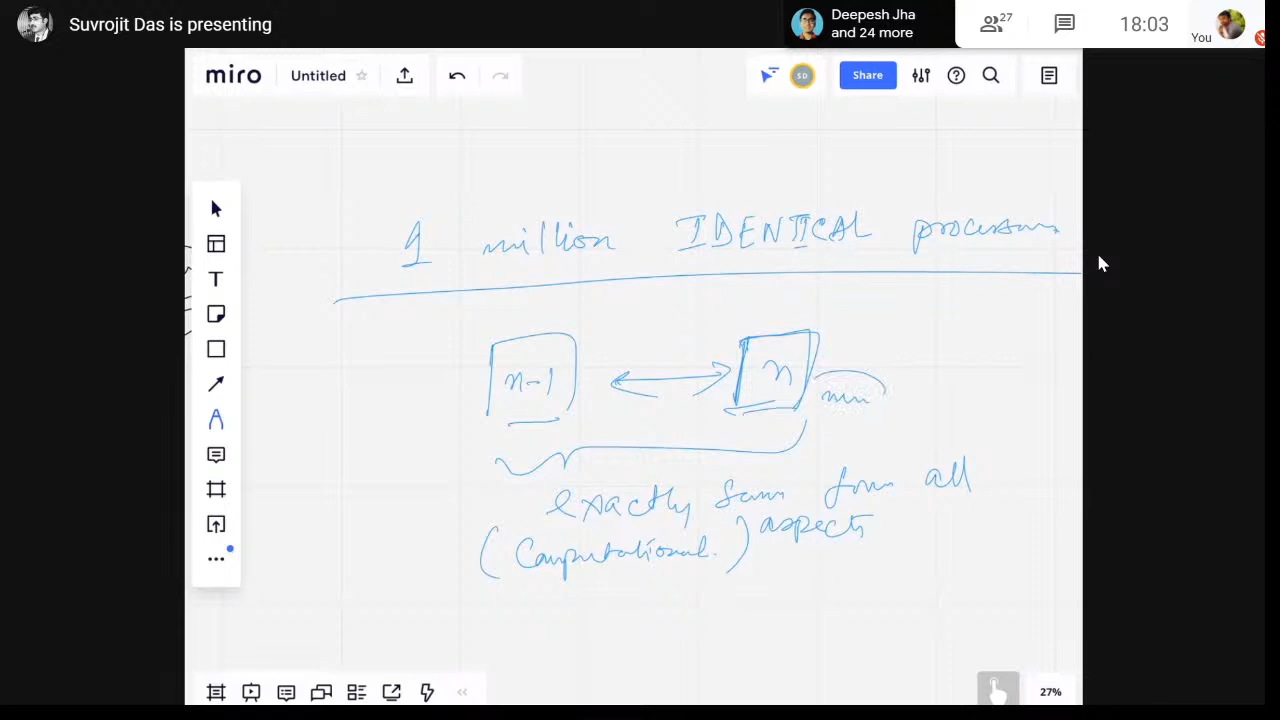 Suvrojit Das is presenting
Deepesh Jha
and 24 more
27
18:03
You
miro
Untitled
SD
Share
T
1 million IDENTICAL processors
n-1
n
exactly same from all
aspects
(Computational.)
27%